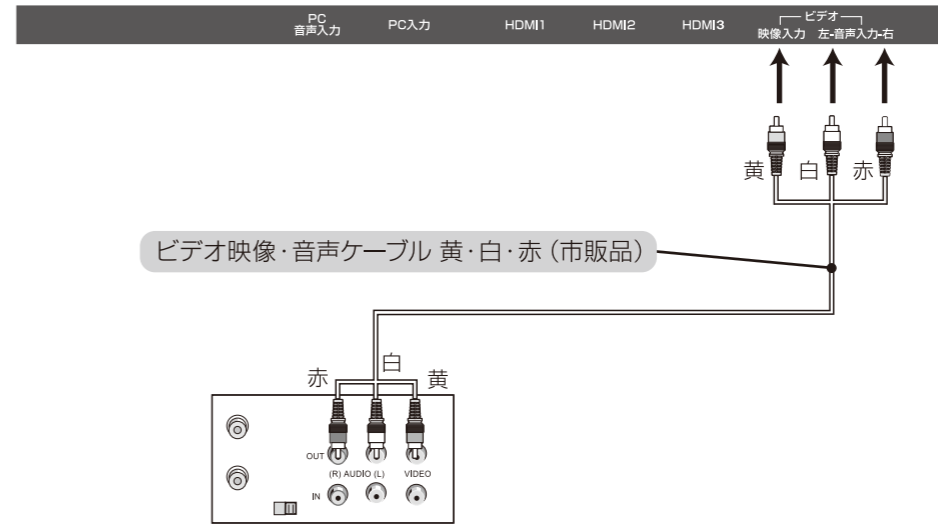 PC
音声入力
PC入力
HDMI1
HDMI2
HDMI3
ビデオ
映像入力 左-音声入力-右
黄 白 赤
ビデオ映像・音声ケーブル 黄・白・赤（市販品）
赤 白 黄
OUT
(R) AUDIO (L) VIDEO
IN